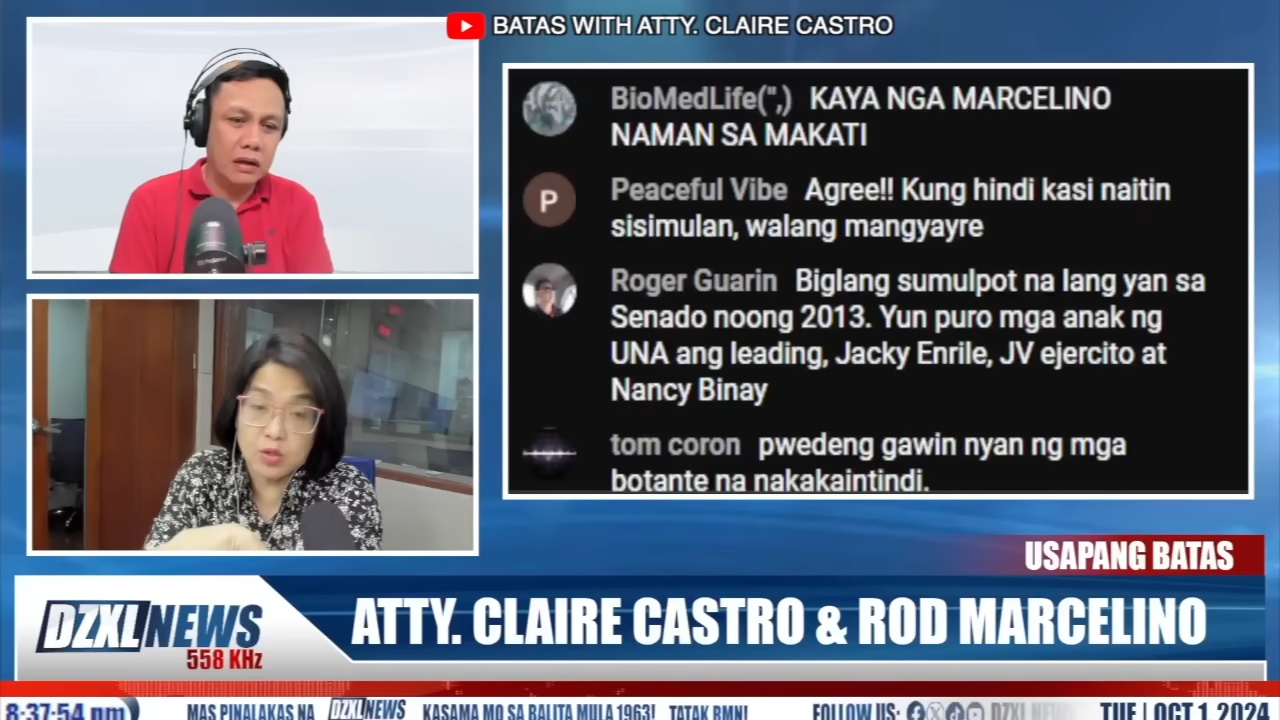 BATAS WITH ATTY. CLAIRE CASTRO
BioMedLife(",) KAYA NGA MARCELINO
NAMAN SA MAKATI
P
Peaceful Vibe Agree!! Kung hindi kasi naitin
sisimulan, walang mangyayre
Roger Guarin Biglang sumulpot na lang yan sa
Senado noong 2013. Yun puro mga anak ng
UNA ang leading, Jacky Enrile, JV ejercito at
Nancy Binay
tom coron pwedeng gawin nyan ng mga
botante na nakakaintindi.
USAPANG BATAS
DZXL NEWS
558 KHz
ATTY. CLAIRE CASTRO & ROD MARCELINO
8:37:54 pm
MAS PINALAKAS NA DZXL NEWS KASAMA MO SA BALITA MULA 1963! TATAK RMN!
FOLLOW US: DZXL NEWS
TUE | OCT 1, 2024